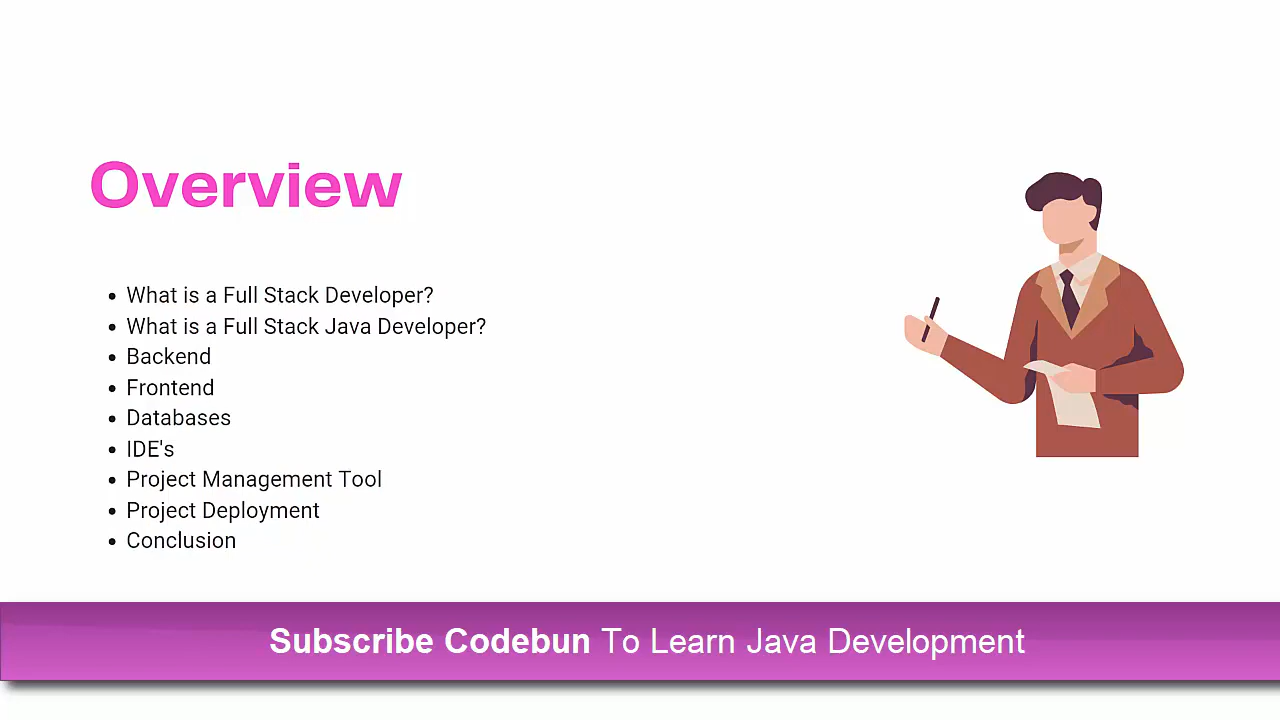 Overview
What is a Full Stack Developer?
What is a Full Stack Java Developer?
Backend
Frontend
Databases
IDE's
Project Management Tool
Project Deployment
Conclusion
Subscribe Codebun To Learn Java Development